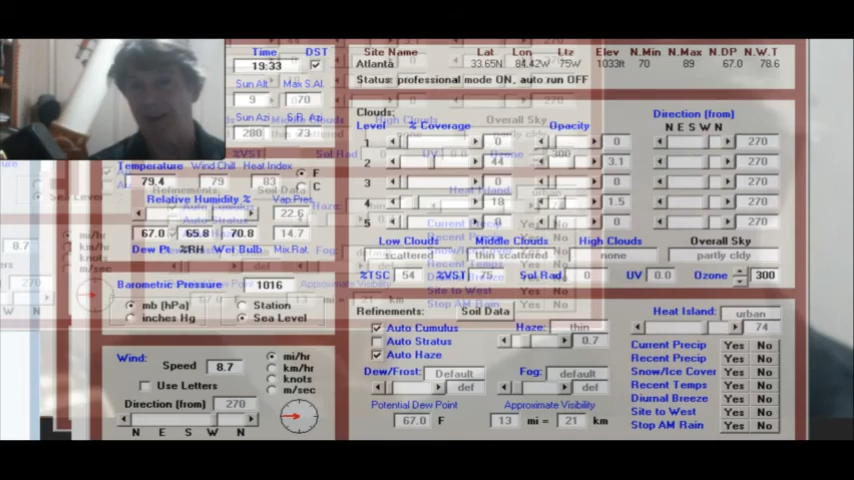 Time DST Site Name Lat Lon Ltz Elev N.Min N.Max N.DP N.W.T
19:33 Atlanta 33.65N 84.42W 75W 1033ft 70 89 67.0 78.6
Sun Alt Max S.Al. Status: professional mode ON, auto run OFF
9 70
Sun Azi S.R. Azi
280 73
Clouds:
Level % Coverage Opacity Direction (from)
N E S W N
1 0 0 270
2 44 3.1 270
3 0 0 270
4 18 1.5 270
5 0 0 270
Low Clouds Middle Clouds High Clouds Overall Sky
scattered thin scattered none partly cldy
%TSC 54 %VST 75 Sol Rad 0 UV 0.0 Ozone 300
Temperature Wind Chill Heat Index
79.4 79 83 F C
Relative Humidity % Vap.Pres.
22.6
67.0 65.8 70.8 14.7
Dew Pt. %RH Wet Bulb Mix.Rat.
Barometric Pressure 1016
mb (hPa) Station
inches Hg Sea Level
Refinements: Soil Data
Auto Cumulus
Auto Stratus
Auto Haze
Haze: thin
0.7
Dew/Frost: Default
def
Fog: default
def
Potential Dew Point Approximate Visibility
67.0 F 13 mi = 21 km
Heat Island: urban
74
Current Precip Yes No
Recent Precip Yes No
Snow/Ice Cover Yes No
Recent Temps Yes No
Diurnal Breeze Yes No
Site to West Yes No
Stop AM Rain Yes No
Wind:
Speed 8.7
mi/hr
km/hr
knots
m/sec
Use Letters
Direction (from) 270
N E S W N